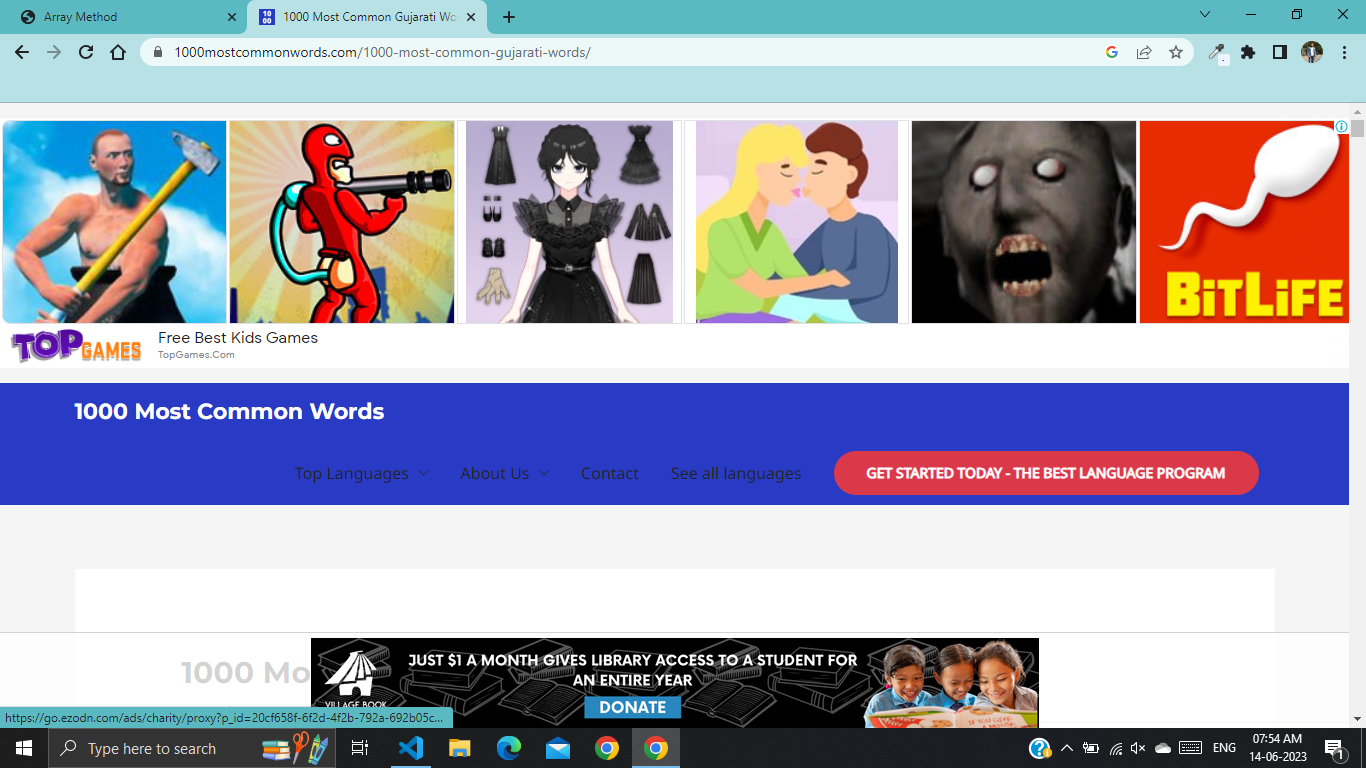 Array Method
1000 Most Common Gujarati Wo
1000mostcommonwords.com/1000-most-common-gujarati-words/
BitLife
TOP GAMES
Free Best Kids Games
TopGames.Com
1000 Most Common Words
Top Languages
About Us
Contact
See all languages
GET STARTED TODAY - THE BEST LANGUAGE PROGRAM
1000 Mo
JUST $1 A MONTH GIVES LIBRARY ACCESS TO A STUDENT FOR
AN ENTIRE YEAR
DONATE
VILLAGE BOOK
https://go.ezodn.com/ads/charity/proxy?p_id=20cf658f-6f2d-4f2b-792a-692b05c...
Type here to search
ENG
07:54 AM
14-06-2023
1